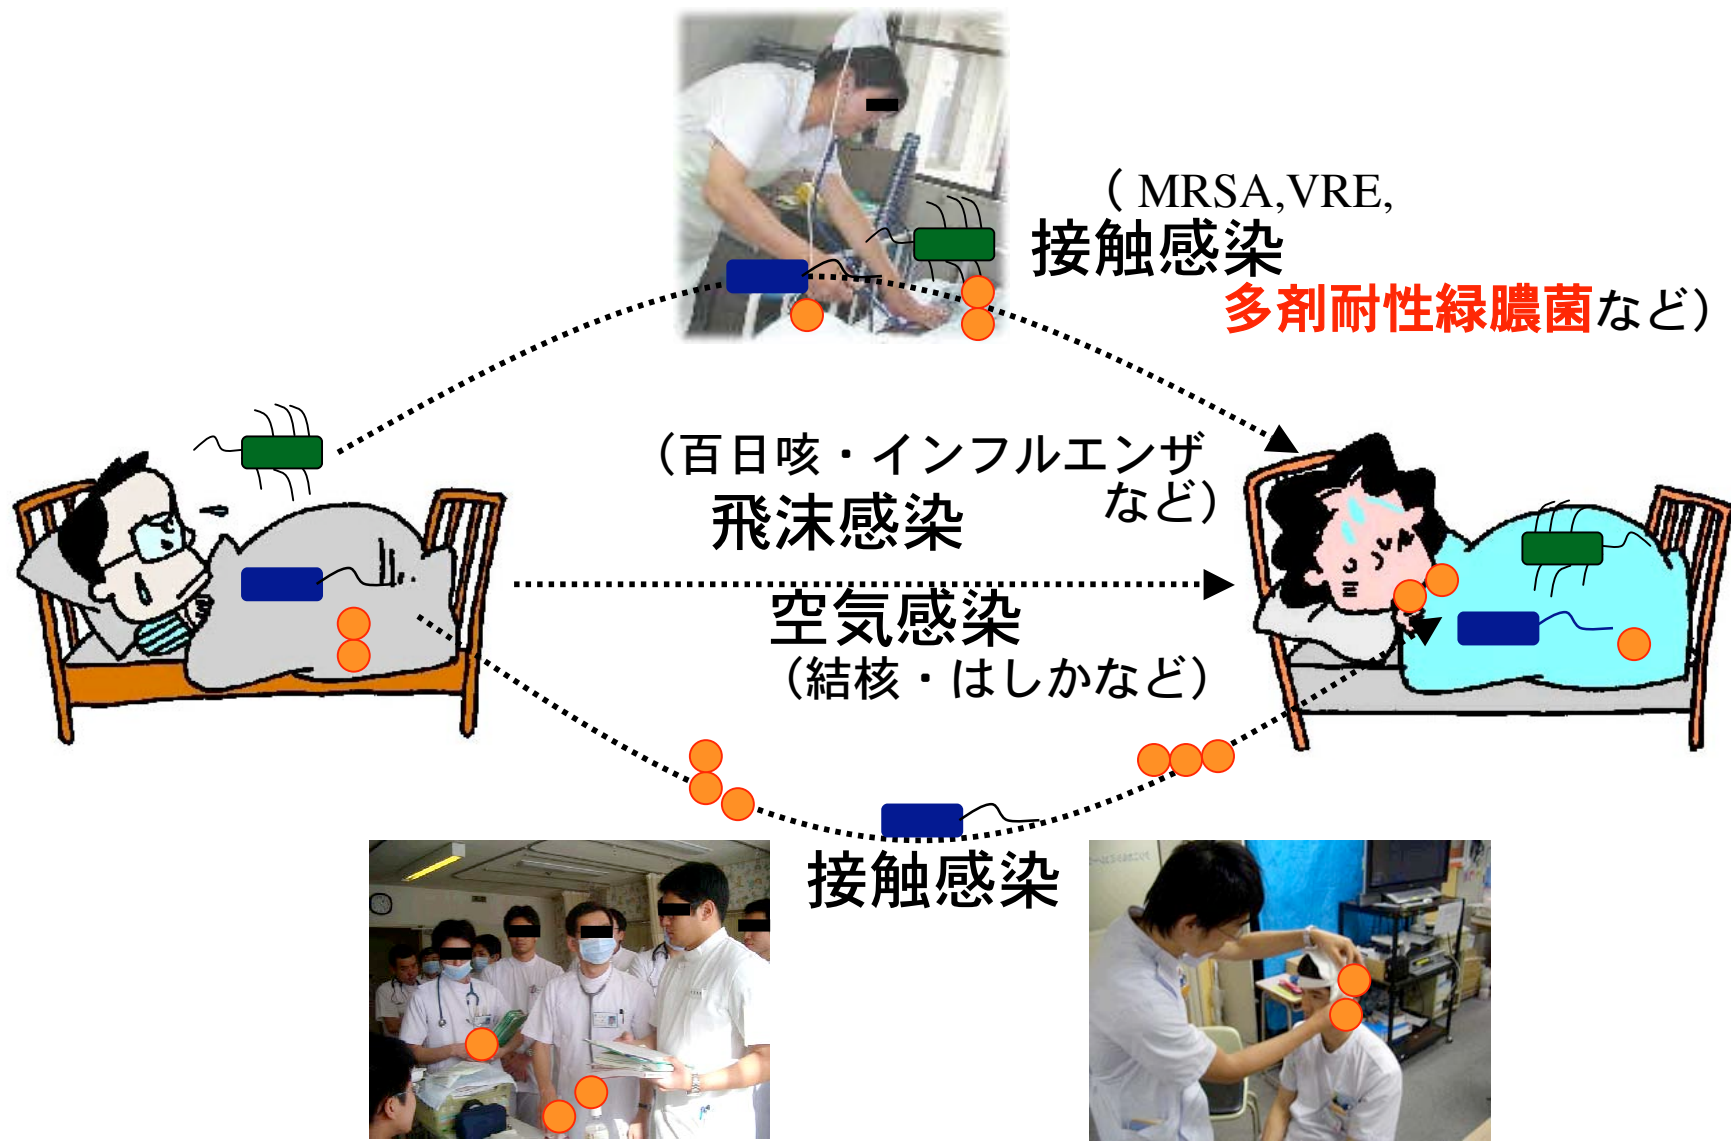 （ MRSA,VRE,
接触感染
多剤耐性緑膿菌など）
（百日咳・インフルエンザ
など）
飛沫感染
空気感染
（結核・はしかなど）
接触感染